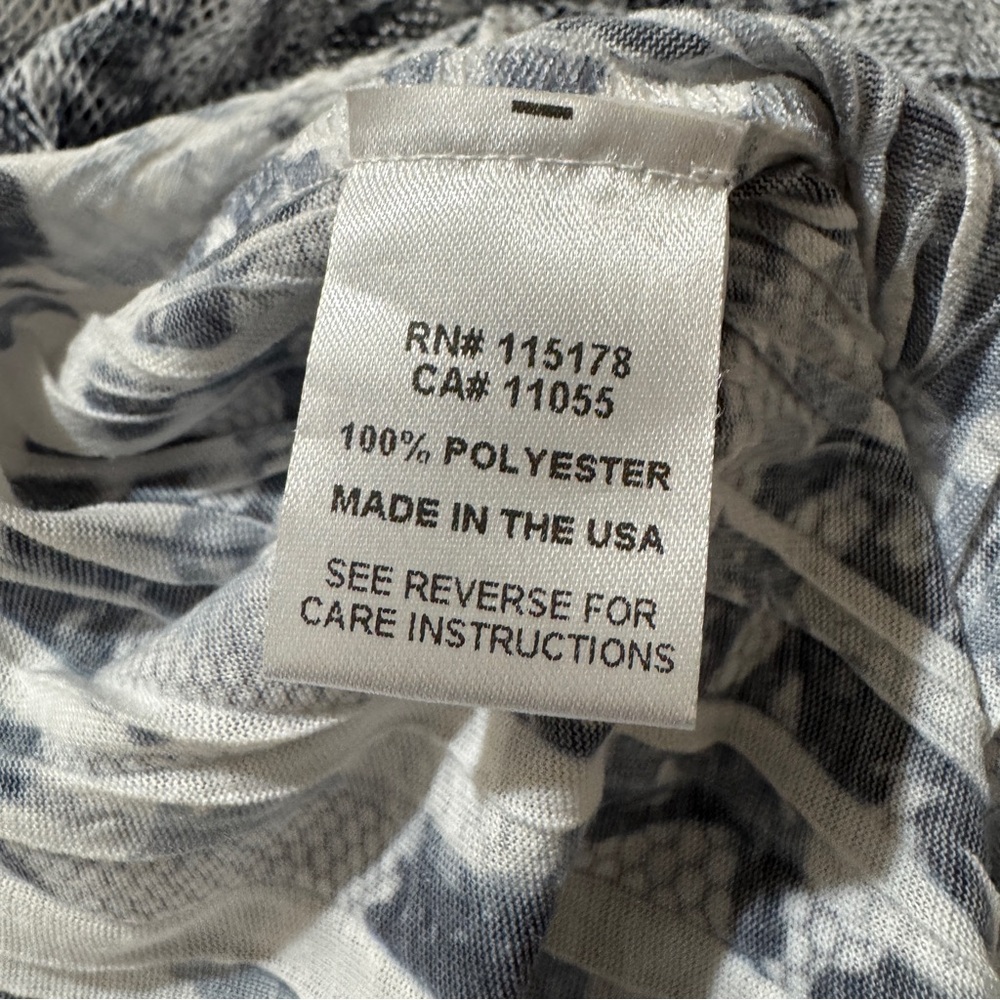 RN# 115178
CA# 11055
100% POLYESTER
MADE IN THE USA
SEE REVERSE FOR
CARE INSTRUCTIONS